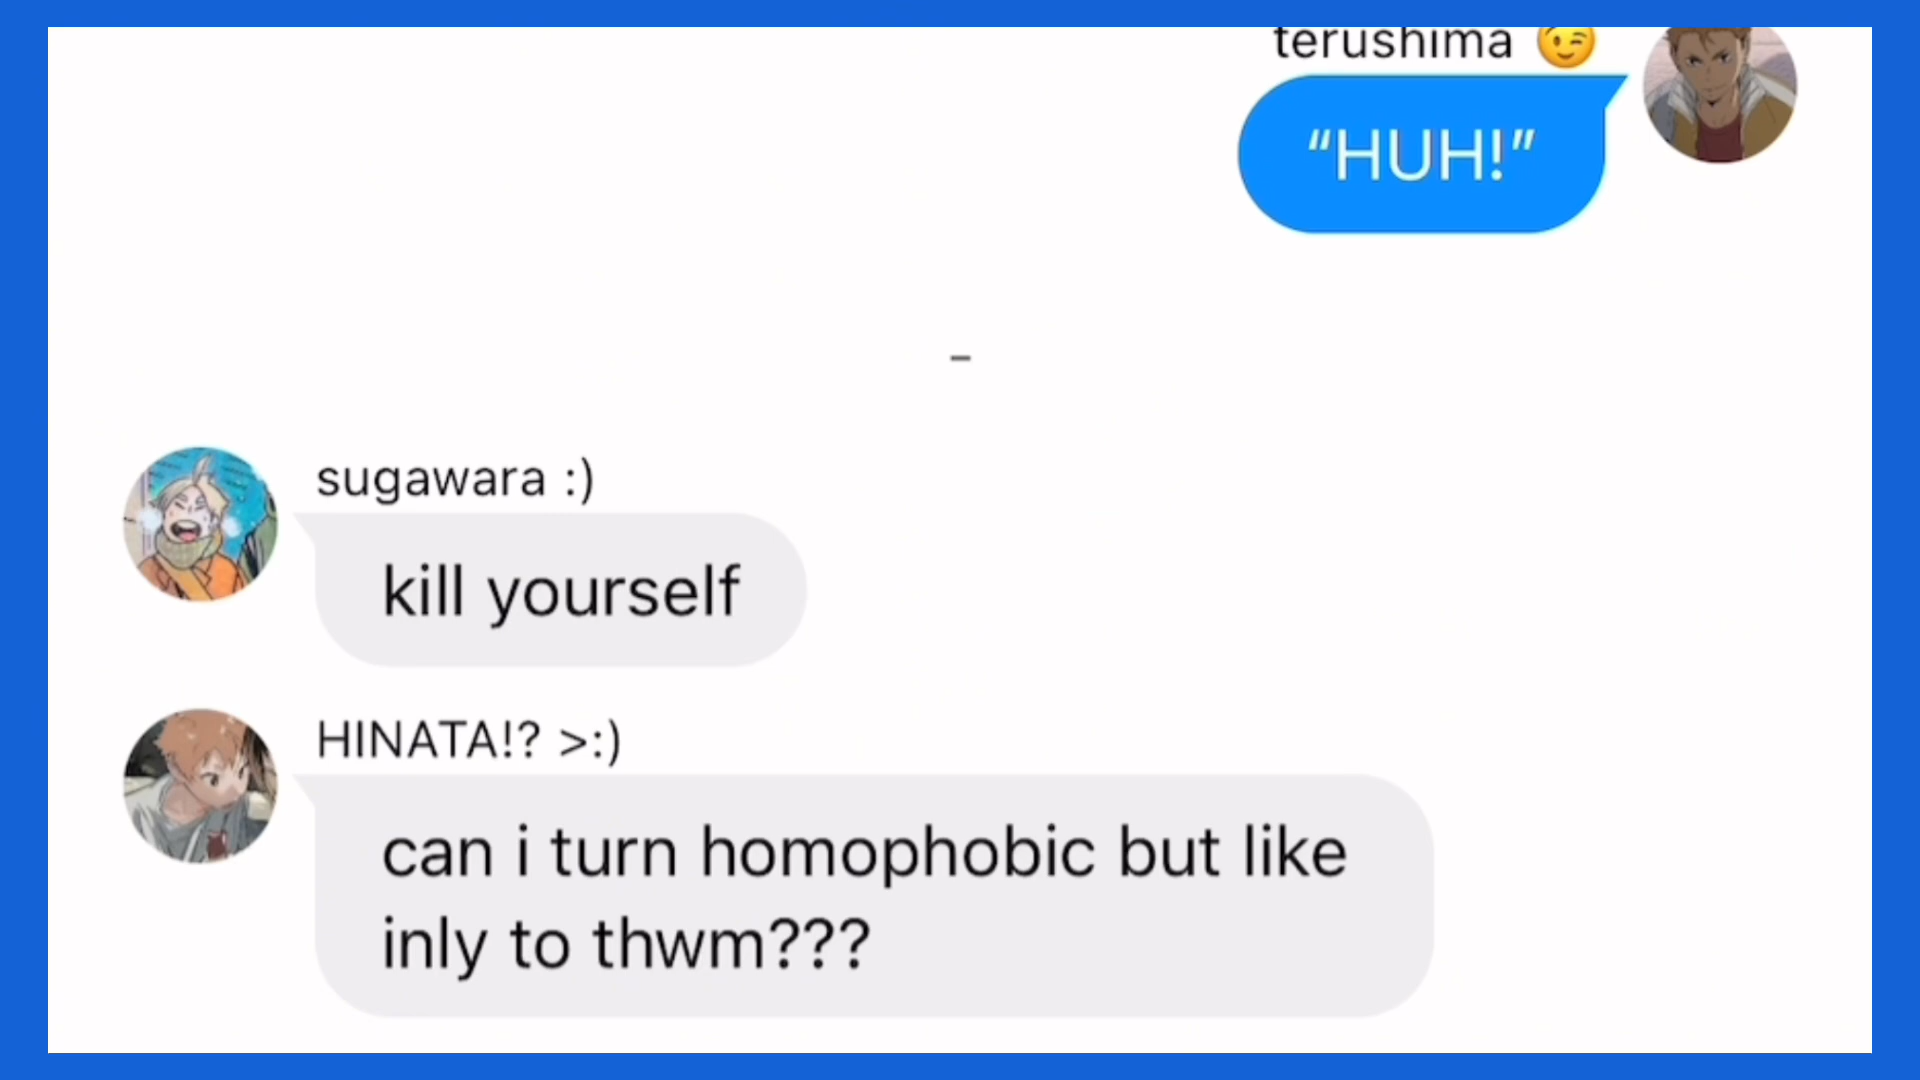 terushima 😉
“HUH!”
–
sugawara :)
kill yourself
HINATA!? >:)
can i turn homophobic but like
inly to thwm???